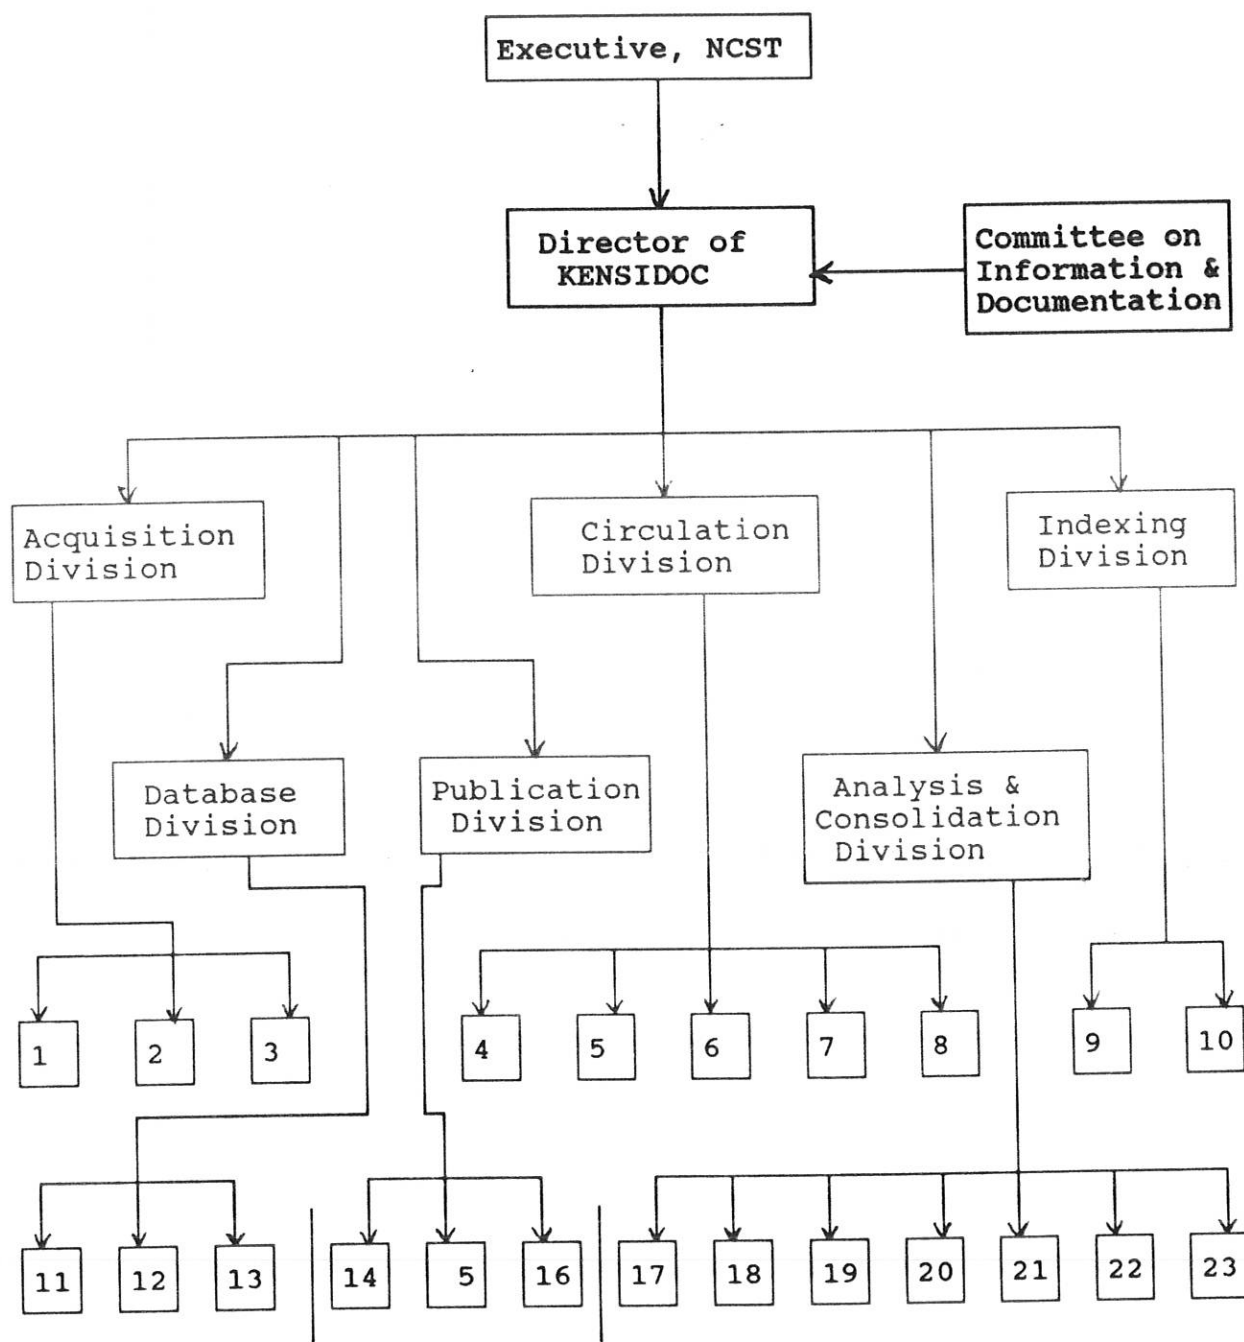 Executive, NCST
Director of
KENSIDOC
Committee on
Information &
Documentation
Acquisition
Division
Circulation
Division
Indexing
Division
Database
Division
Publication
Division
Analysis &
Consolidation
Division
1
2
3
4
5
6
7
8
9
10
11
12
13
14
5
16
17
18
19
20
21
22
23